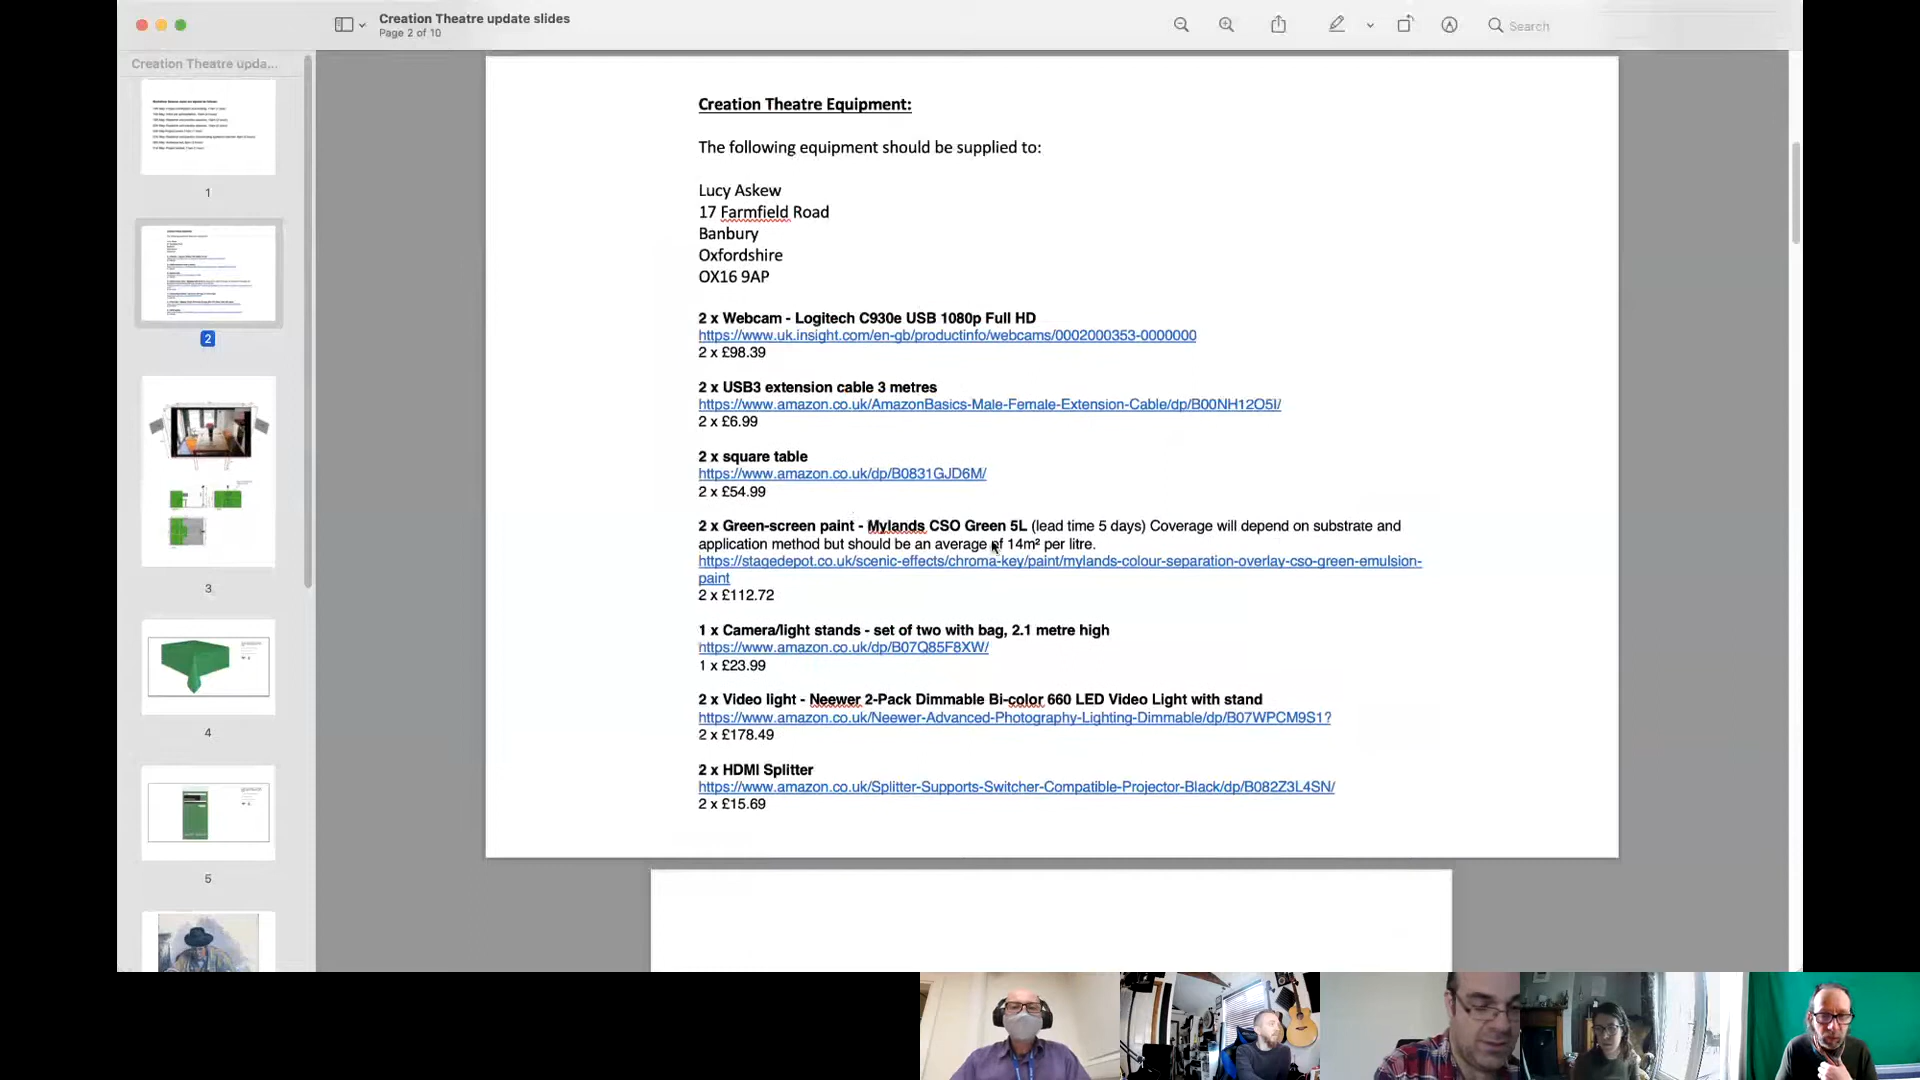 Creation Theatre update slides
Page 2 of 10
Search
Creation Theatre upda...
1
2
3
4
5
Creation Theatre Equipment:
The following equipment should be supplied to:
Lucy Askew
17 Farmfield Road
Banbury
Oxfordshire
OX16 9AP
2 x Webcam - Logitech C930e USB 1080p Full HD
https://www.uk.insight.com/en-gb/productinfo/webcams/0002000353-0000000
2 x £98.39
2 x USB3 extension cable 3 metres
https://www.amazon.co.uk/AmazonBasics-Male-Female-Extension-Cable/dp/B00NH12O5I/
2 x £6.99
2 x square table
https://www.amazon.co.uk/dp/B0831GJD6M/
2 x £54.99
2 x Green-screen paint - Mylands CSO Green 5L (lead time 5 days) Coverage will depend on substrate and
application method but should be an average of 14m² per litre.
https://stagedepot.co.uk/scenic-effects/chroma-key/paint/mylands-colour-separation-overlay-cso-green-emulsion-
paint
2 x £112.72
1 x Camera/light stands - set of two with bag, 2.1 metre high
https://www.amazon.co.uk/dp/B07Q85F8XW/
1 x £23.99
2 x Video light - Neewer 2-Pack Dimmable Bi-color 660 LED Video Light with stand
https://www.amazon.co.uk/Neewer-Advanced-Photography-Lighting-Dimmable/dp/B07WPCM9S1?
2 x £178.49
2 x HDMI Splitter
https://www.amazon.co.uk/Splitter-Supports-Switcher-Compatible-Projector-Black/dp/B082Z3L4SN/
2 x £15.69